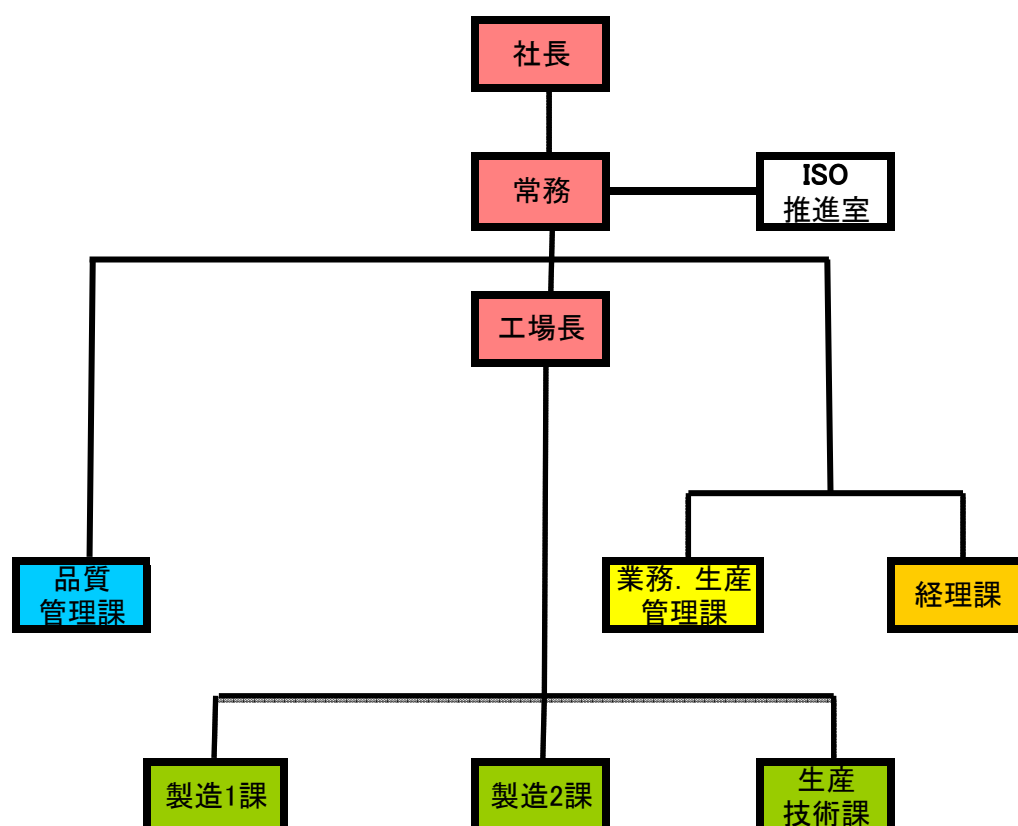 社長
常務
ISO
推進室
工場長
品質
管理課
業務．生産
管理課
経理課
製造1課
製造2課
生産
技術課